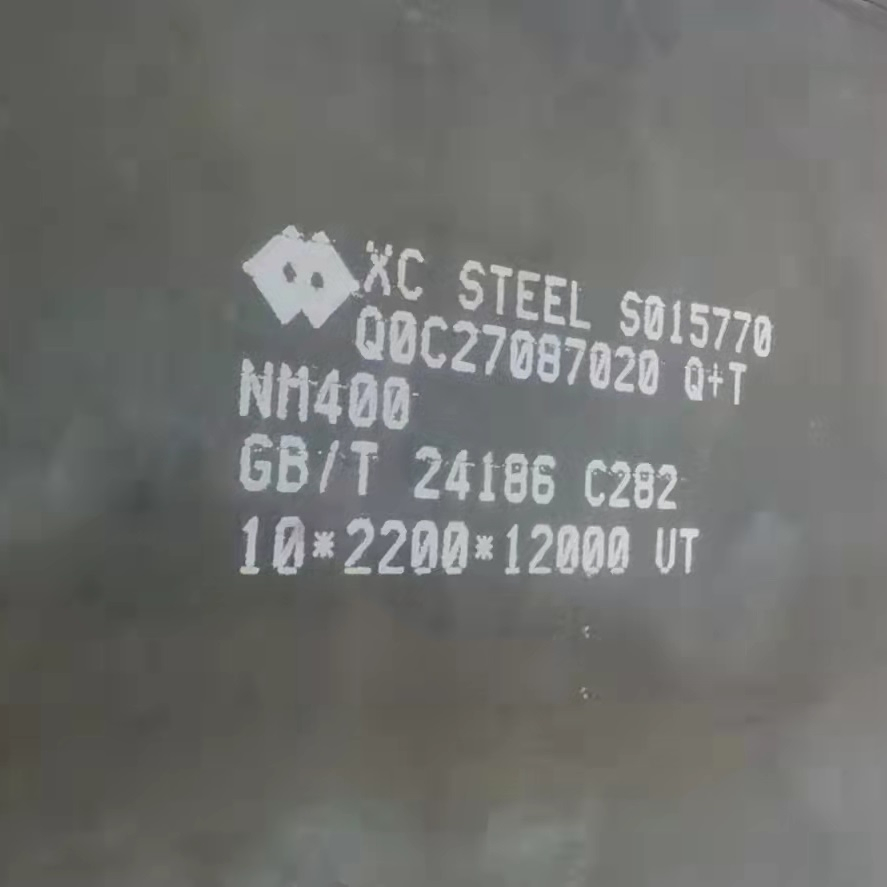 XC STEEL S015770
Q0C27087020 Q+T
NM400
GB/T 24186 C282
10*2200*12000 UT